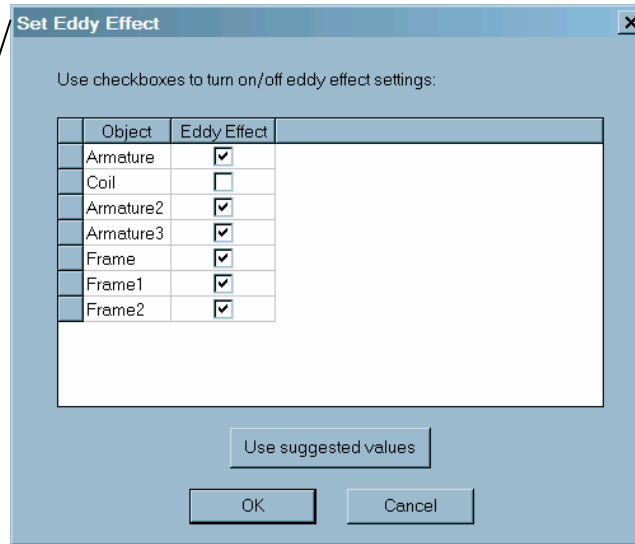 Set Eddy Effect
Use checkboxes to turn on/off eddy effect settings:
Object Eddy Effect
Armature
Coil
Armature2
Armature3
Frame
Frame1
Frame2
Use suggested values
OK Cancel